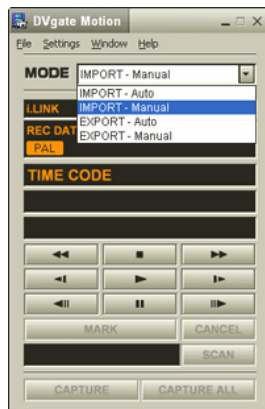 DVgate Motion
File Settings Window Help
MODE IMPORT - Manual
IMPORT - Auto
IMPORT - Manual
EXPORT - Auto
EXPORT - Manual
i.LINK
REC DAT
PAL
TIME CODE
MARK CANCEL
SCAN
CAPTURE CAPTURE ALL